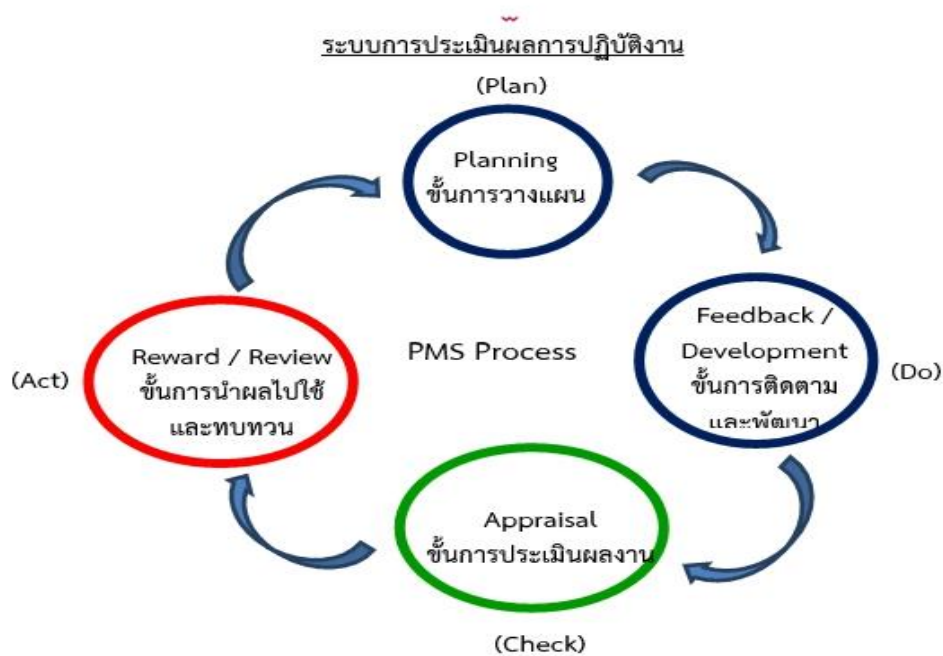 ระบบการประเมินผลการปฏิบัติงาน
(Plan)
Planning
ขั้นการวางแผน
Feedback /
Development
ขั้นการติดตาม
และพัฒนา
(Do)
PMS Process
Reward / Review
ขั้นการนำผลไปใช้
และทบทวน
(Act)
Appraisal
ขั้นการประเมินผลงาน
(Check)